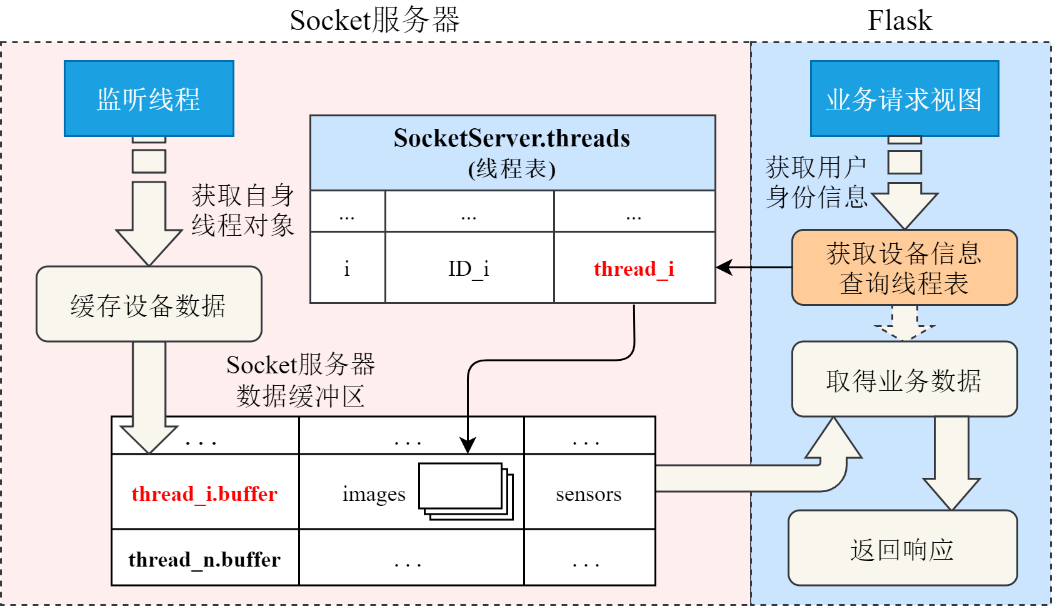 Socket服务器
Flask
监听线程
业务请求视图
SocketServer.threads
(线程表)
获取自身
线程对象
获取用户
身份信息
...
...
...
i
ID_i
thread_i
获取设备信息
查询线程表
缓存设备数据
Socket服务器
数据缓冲区
取得业务数据
...
...
...
thread_i.buffer
images
sensors
thread_n.buffer
...
...
返回响应